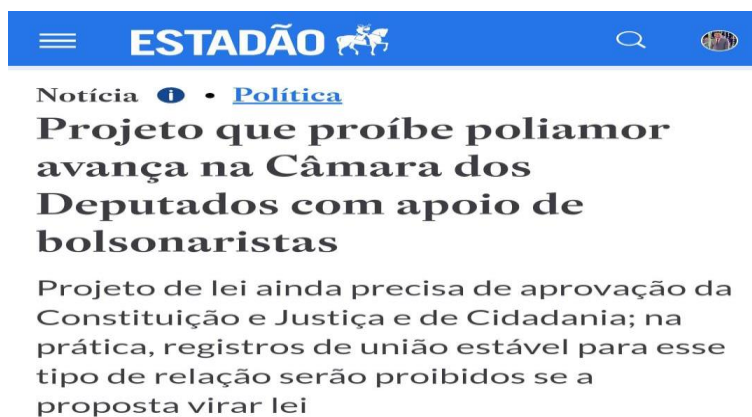 ESTADÃO
Notícia i • Política
Projeto que proíbe poliamor
avança na Câmara dos
Deputados com apoio de
bolsonaristas
Projeto de lei ainda precisa de aprovação da
Constituição e Justiça e de Cidadania; na
prática, registros de união estável para esse
tipo de relação serão proibidos se a
proposta virar lei